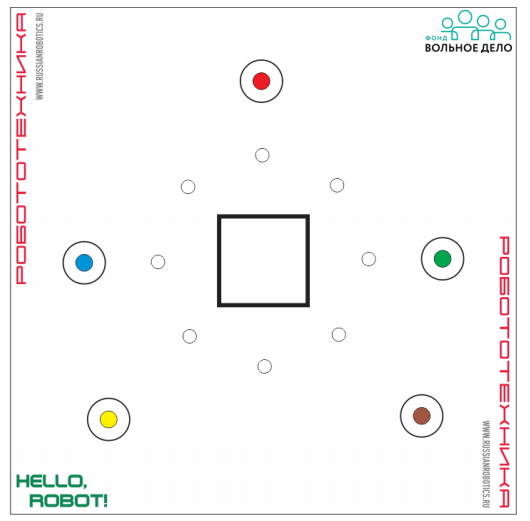 РОБОТОТЕХНИКА
WWW.RUSSIANROBOTICS.RU
ФОНД
ВОЛЬНОЕ ДЕЛО
РОБОТОТЕХНИКА
WWW.RUSSIANROBOTICS.RU
HELLO,
ROBOT!